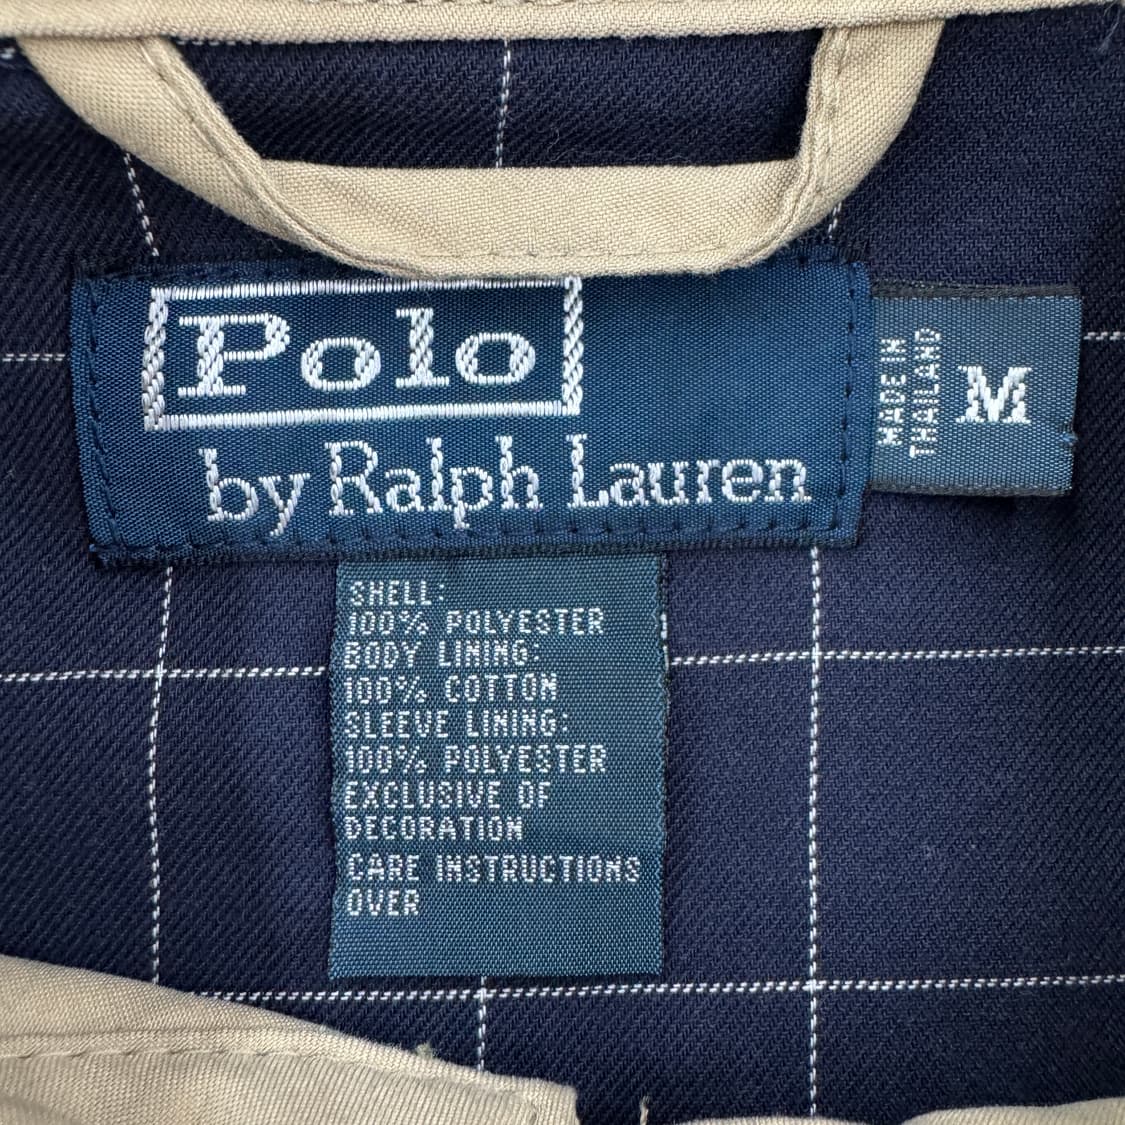 Polo
by Ralph Lauren
MADE IN
THAILAND
M
SHELL:
100% POLYESTER
BODY LINING:
100% COTTON
SLEEVE LINING:
100% POLYESTER
EXCLUSIVE OF
DECORATION
CARE INSTRUCTIONS
OVER